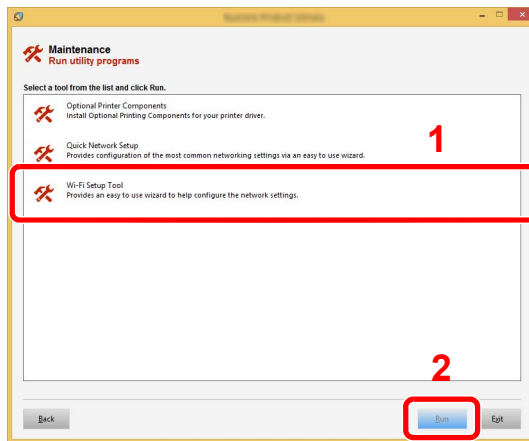 Maintenance
Run utility programs
Select a tool from the list and click Run.
Optional Printer Components
Install Optional Printing Components for your printer driver.
1
Quick Network Setup
Provides configuration of the most common networking settings via an easy to use wizard.
Wi-Fi Setup Tool
Provides an easy to use wizard to help configure the network settings.
2
Back
Run
Exit